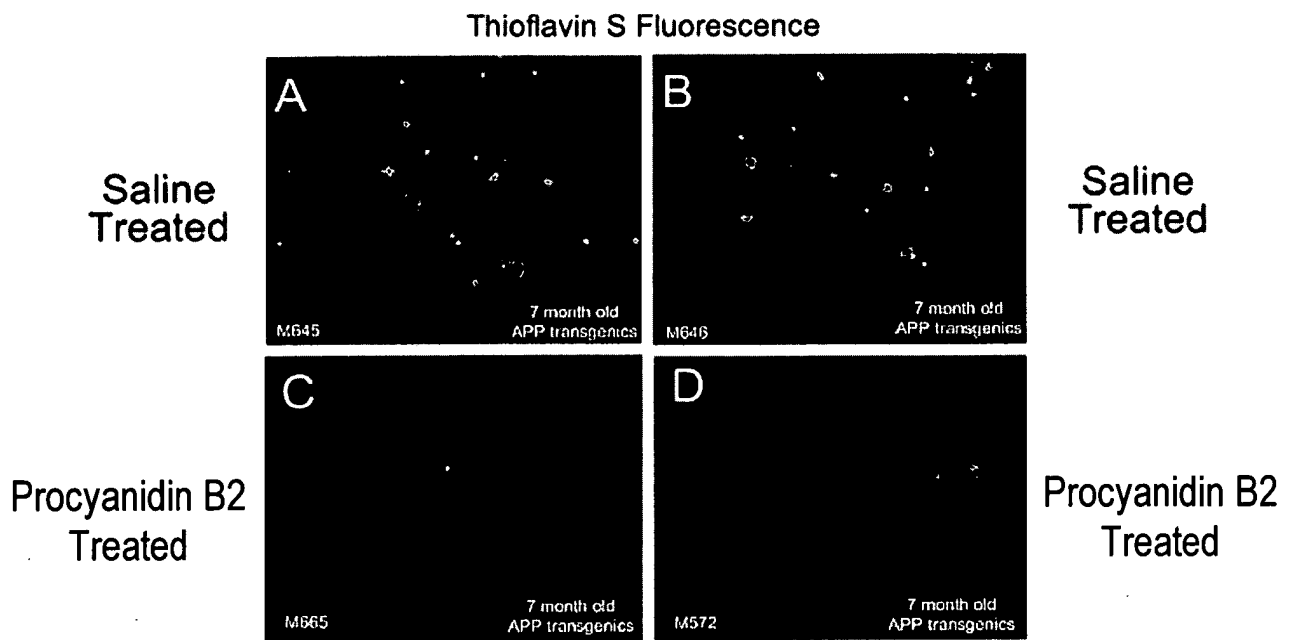 Thioflavin S Fluorescence
Saline
Treated
A
M645
7 month old
APP transgenics
B
M646
7 month old
APP transgenics
Saline
Treated
Procyanidin B2
Treated
C
M665
7 month old
APP transgenics
D
M572
7 month old
APP transgenics
Procyanidin B2
Treated